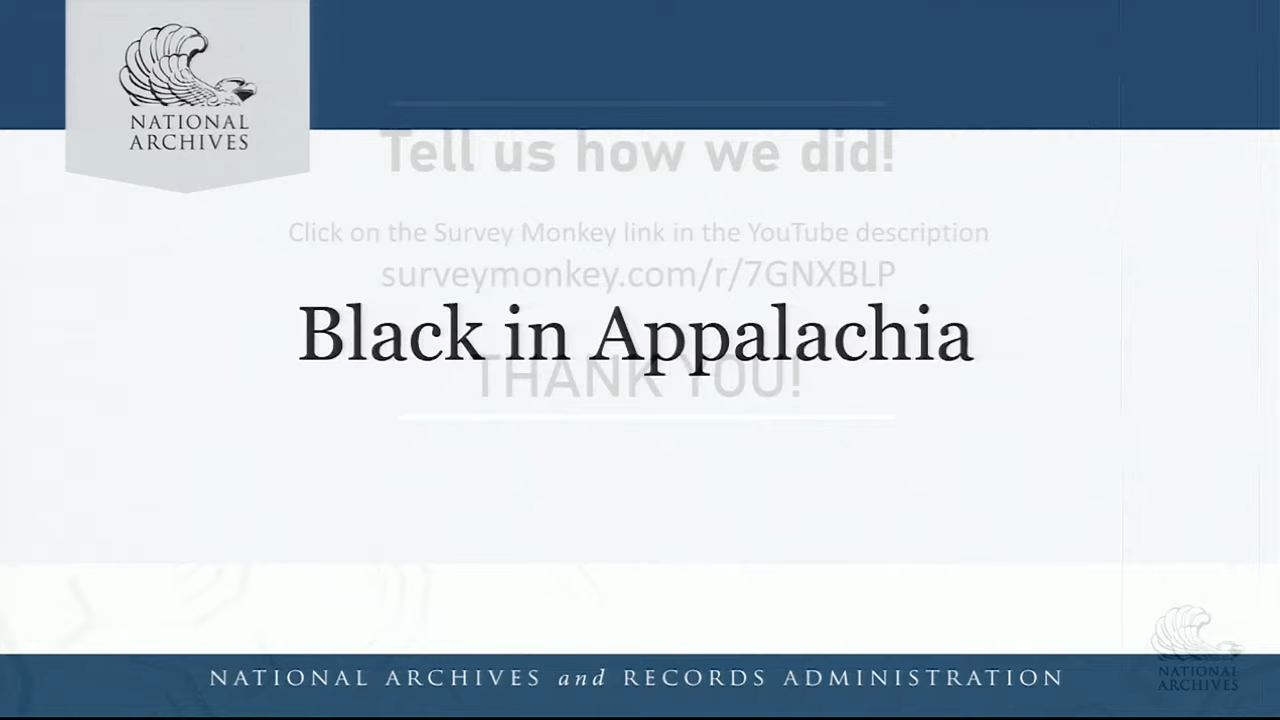 NATIONAL
ARCHIVES
Tell us how we did!
Click on the Survey Monkey link in the YouTube description
surveymonkey.com/r/7GNXBLP
Black in Appalachia
THANK YOU!
NATIONAL ARCHIVES and RECORDS ADMINISTRATION
NATIONAL
ARCHIVES